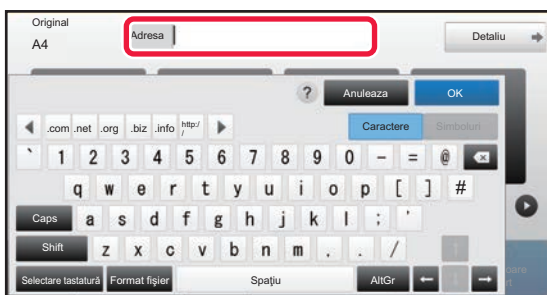 Original
A4
Adresa
Detaliu
?
Anuleaza
OK
.com .net .org .biz .info http:/
/
Caractere
Simboluri
` 1 2 3 4 5 6 7 8 9 0 - = @
q w e r t y u i o p [ ] #
Caps a s d f g h j k l ; '
Shift z x c v b n m . . /
Selectare tastatură Format fişier Spaţiu AltGr